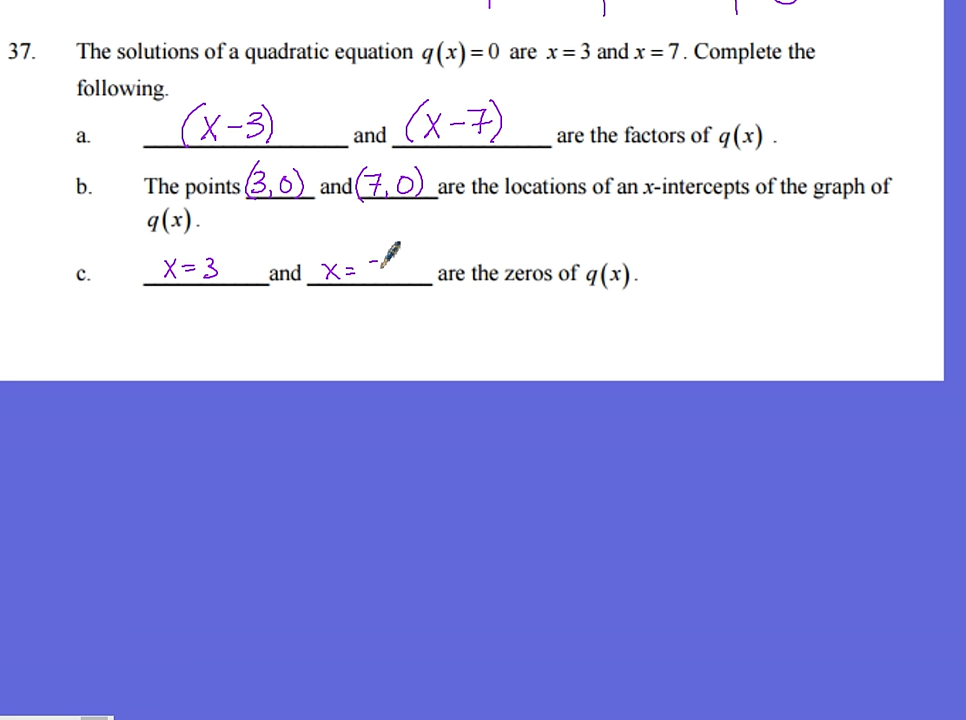 37. The solutions of a quadratic equation q(x) = 0 are x = 3 and x = 7. Complete the
following.
a. (x-3) and (x-7) are the factors of q(x) .
b. The points (3,0) and (7,0) are the locations of an x-intercepts of the graph of
q(x).
c. x=3 and x= are the zeros of q(x).